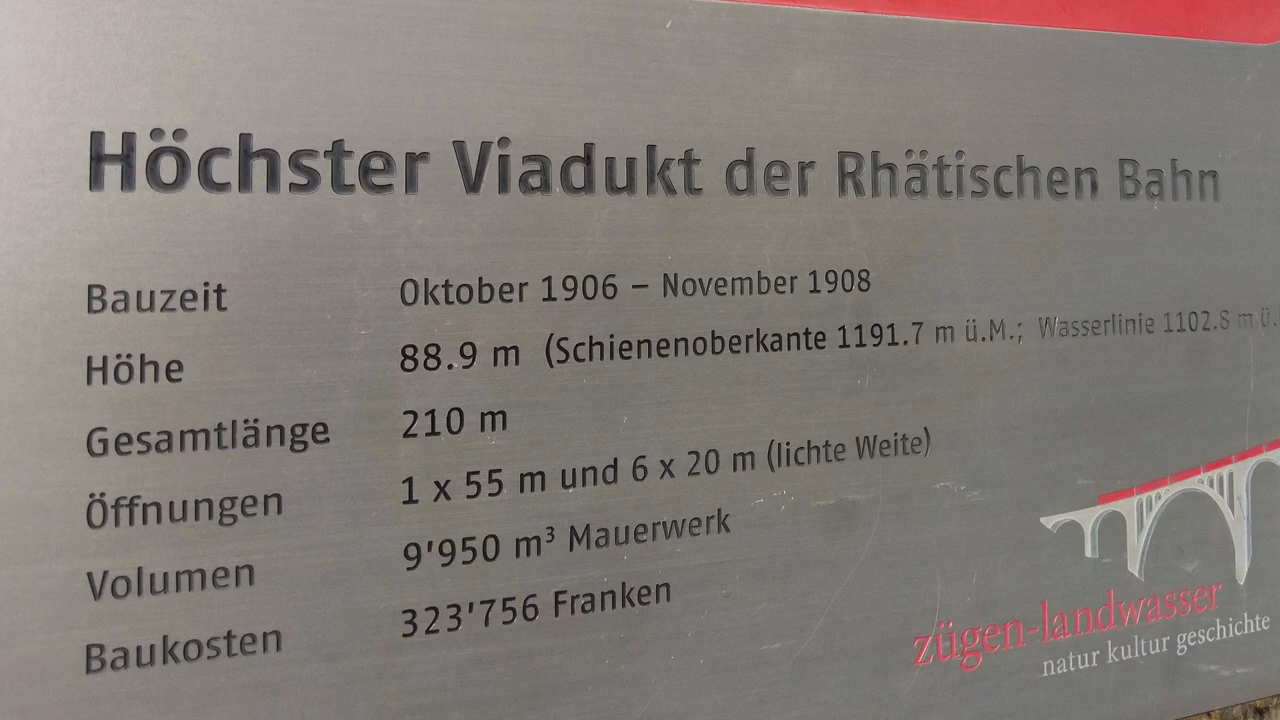 Höchster Viadukt der Rhätischen Bahn
Bauzeit Oktober 1906 – November 1908
Höhe 88.9 m (Schienenoberkante 1191.7 m ü.M.; Wasserlinie 1102.8 m ü.
Gesamtlänge 210 m
Öffnungen 1 x 55 m und 6 x 20 m (lichte Weite)
Volumen 9'950 m³ Mauerwerk
Baukosten 323'756 Franken
zügen-landwasser
natur kultur geschichte